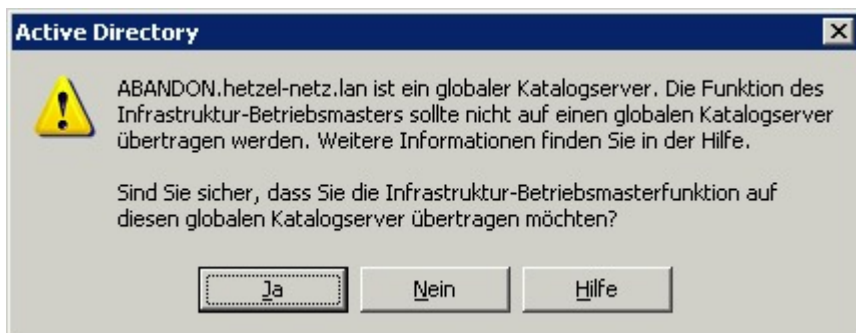 Active Directory
ABANDON.hetzel-netz.lan ist ein globaler Katalogserver. Die Funktion des
Infrastruktur-Betriebsmasters sollte nicht auf einen globalen Katalogserver
übertragen werden. Weitere Informationen finden Sie in der Hilfe.
Sind Sie sicher, dass Sie die Infrastruktur-Betriebsmasterfunktion auf
diesen globalen Katalogserver übertragen möchten?
Ja Nein Hilfe